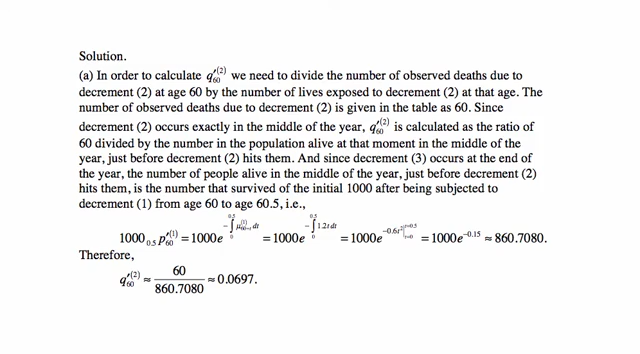 Solution.
(a) In order to calculate q′₆₀⁽²⁾ we need to divide the number of observed deaths due to
decrement (2) at age 60 by the number of lives exposed to decrement (2) at that age. The
number of observed deaths due to decrement (2) is given in the table as 60. Since
decrement (2) occurs exactly in the middle of the year, q′₆₀⁽²⁾ is calculated as the ratio of
60 divided by the number in the population alive at that moment in the middle of the
year, just before decrement (2) hits them. And since decrement (3) occurs at the end of
the year, the number of people alive in the middle of the year, just before decrement (2)
hits them, is the number that survived of the initial 1000 after being subjected to
decrement (1) from age 60 to age 60.5, i.e.,
1000 ₀.₅p′₆₀⁽¹⁾ = 1000e^{-∫_0^{0.5} μ_{60+t}^{(1)} dt} = 1000e^{-∫_0^{0.5} 1.2t dt} = 1000e^{-0.6t²|_{t=0}^{t=0.5}} = 1000e^{-0.15} ≈ 860.7080.
Therefore,
q′₆₀⁽²⁾ ≈ 60/860.7080 ≈ 0.0697.